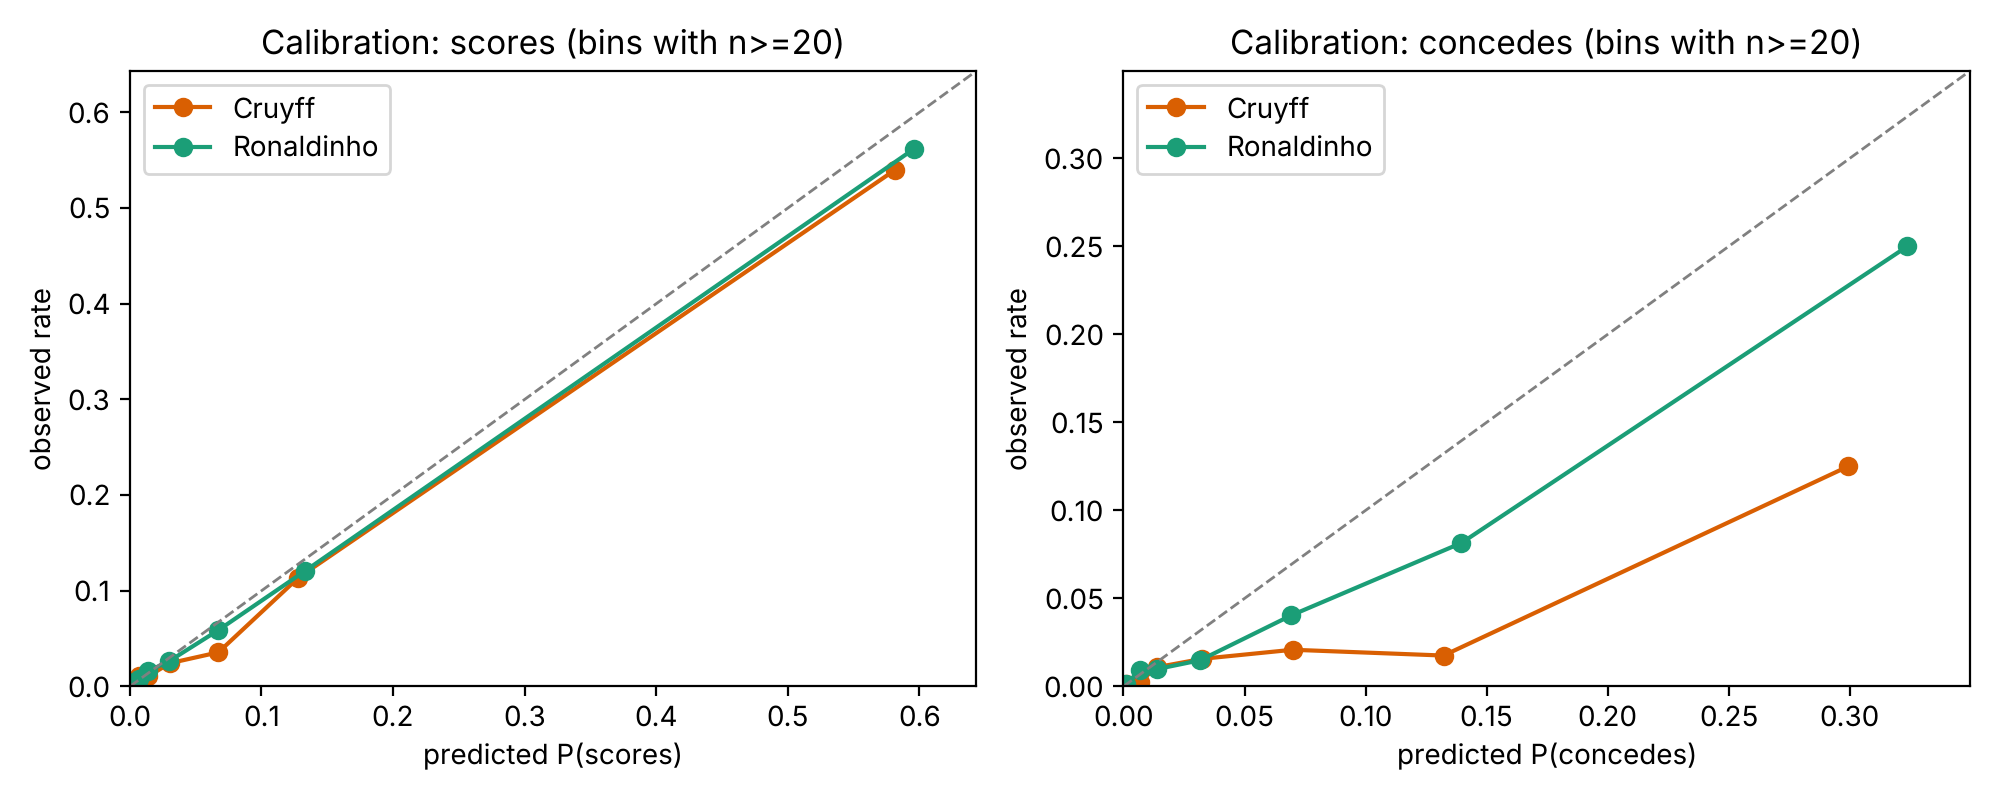 Calibration: scores (bins with n>=20)
Cruyff
Ronaldinho
0.6
0.5
0.4
0.3
0.2
0.1
0.0
observed rate
0.0 0.1 0.2 0.3 0.4 0.5 0.6
predicted P(scores)
Calibration: concedes (bins with n>=20)
Cruyff
Ronaldinho
0.30
0.25
0.20
0.15
0.10
0.05
0.00
observed rate
0.00 0.05 0.10 0.15 0.20 0.25 0.30
predicted P(concedes)